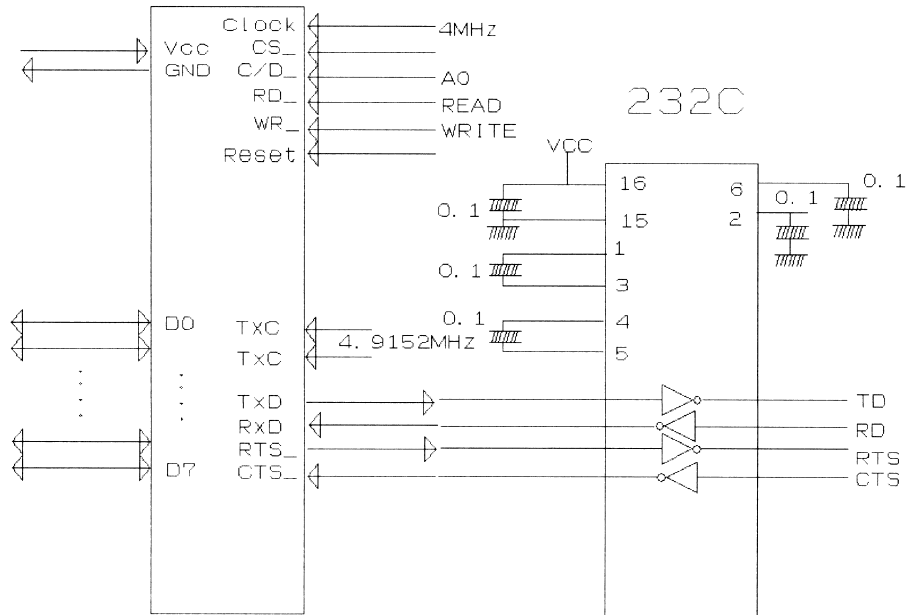 Clock
4MHz
Vcc
CS_
GND
C/D_
A0
RD_
READ
WR_
WRITE
Reset
232C
VCC
16
6
0.1
0.1
0.1
15
2
1
0.1
3
D0
TxC
0.1
4
4.9152MHz
TxC
5
TxD
TD
RxD
RD
RTS_
RTS
D7
CTS_
CTS